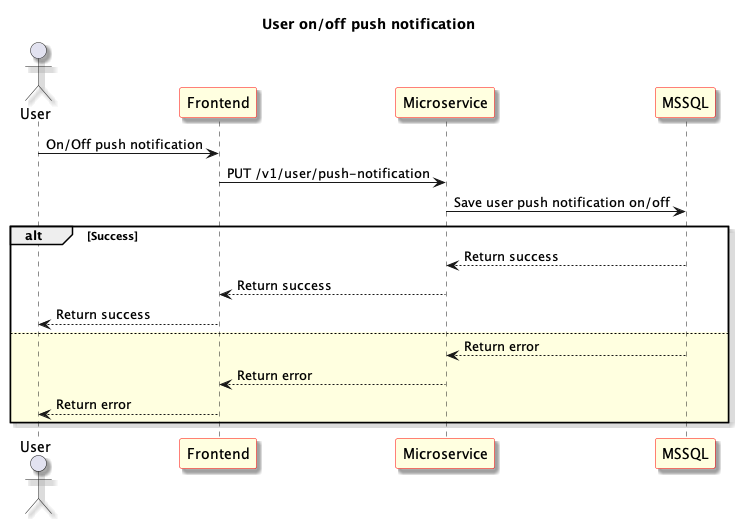 User on/off push notification
User
Frontend
Microservice
MSSQL
On/Off push notification
PUT /v1/user/push-notification
Save user push notification on/off
alt [Success]
Return success
Return success
Return success
Return error
Return error
Return error
User
Frontend
Microservice
MSSQL